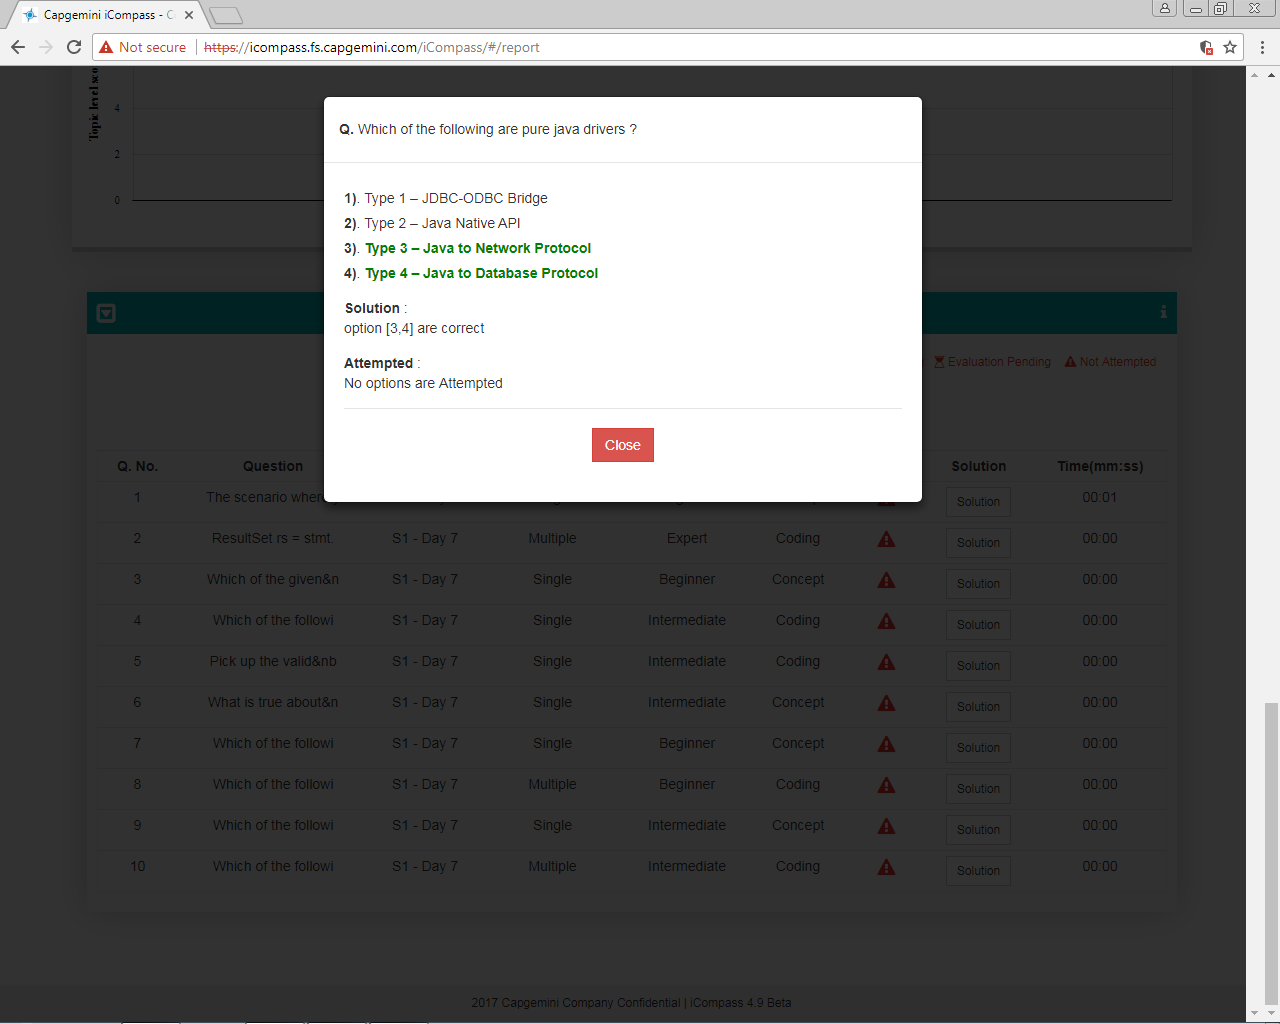 Capgemini iCompass - C
Not secure
https://icompass.fs.capgemini.com/iCompass/#/report
Topic level sco
4
2
0
Q. Which of the following are pure java drivers ?
1). Type 1 – JDBC-ODBC Bridge
2). Type 2 – Java Native API
3). Type 3 – Java to Network Protocol
4). Type 4 – Java to Database Protocol
Solution :
option [3,4] are correct
Attempted :
No options are Attempted
Close
Evaluation Pending Not Attempted
Q. No. Question Solution Time(mm:ss)
1 The scenario wher Solution 00:01
2 ResultSet rs = stmt. S1 - Day 7 Multiple Expert Coding Solution 00:00
3 Which of the given&n S1 - Day 7 Single Beginner Concept Solution 00:00
4 Which of the followi S1 - Day 7 Single Intermediate Coding Solution 00:00
5 Pick up the valid&nb S1 - Day 7 Single Intermediate Coding Solution 00:00
6 What is true about&n S1 - Day 7 Single Intermediate Concept Solution 00:00
7 Which of the followi S1 - Day 7 Single Beginner Concept Solution 00:00
8 Which of the followi S1 - Day 7 Multiple Beginner Coding Solution 00:00
9 Which of the followi S1 - Day 7 Single Intermediate Concept Solution 00:00
10 Which of the followi S1 - Day 7 Multiple Intermediate Coding Solution 00:00
2017 Capgemini Company Confidential | iCompass 4.9 Beta